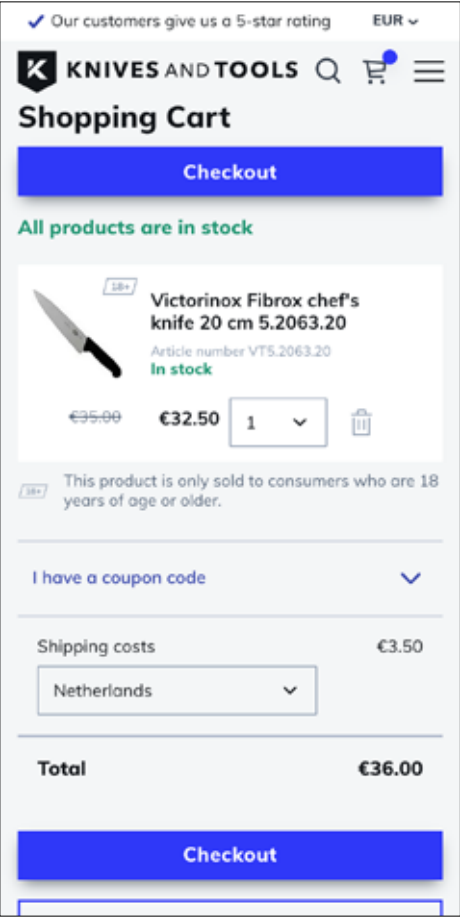 Our customers give us a 5-star rating EUR
KNIVES AND TOOLS
Shopping Cart
Checkout
All products are in stock
18+
Victorinox Fibrox chef's
knife 20 cm 5.2063.20
Article number VT5.2063.20
In stock
€35.00 €32.50 1
18+ This product is only sold to consumers who are 18
years of age or older.
I have a coupon code
Shipping costs €3.50
Netherlands
Total €36.00
Checkout